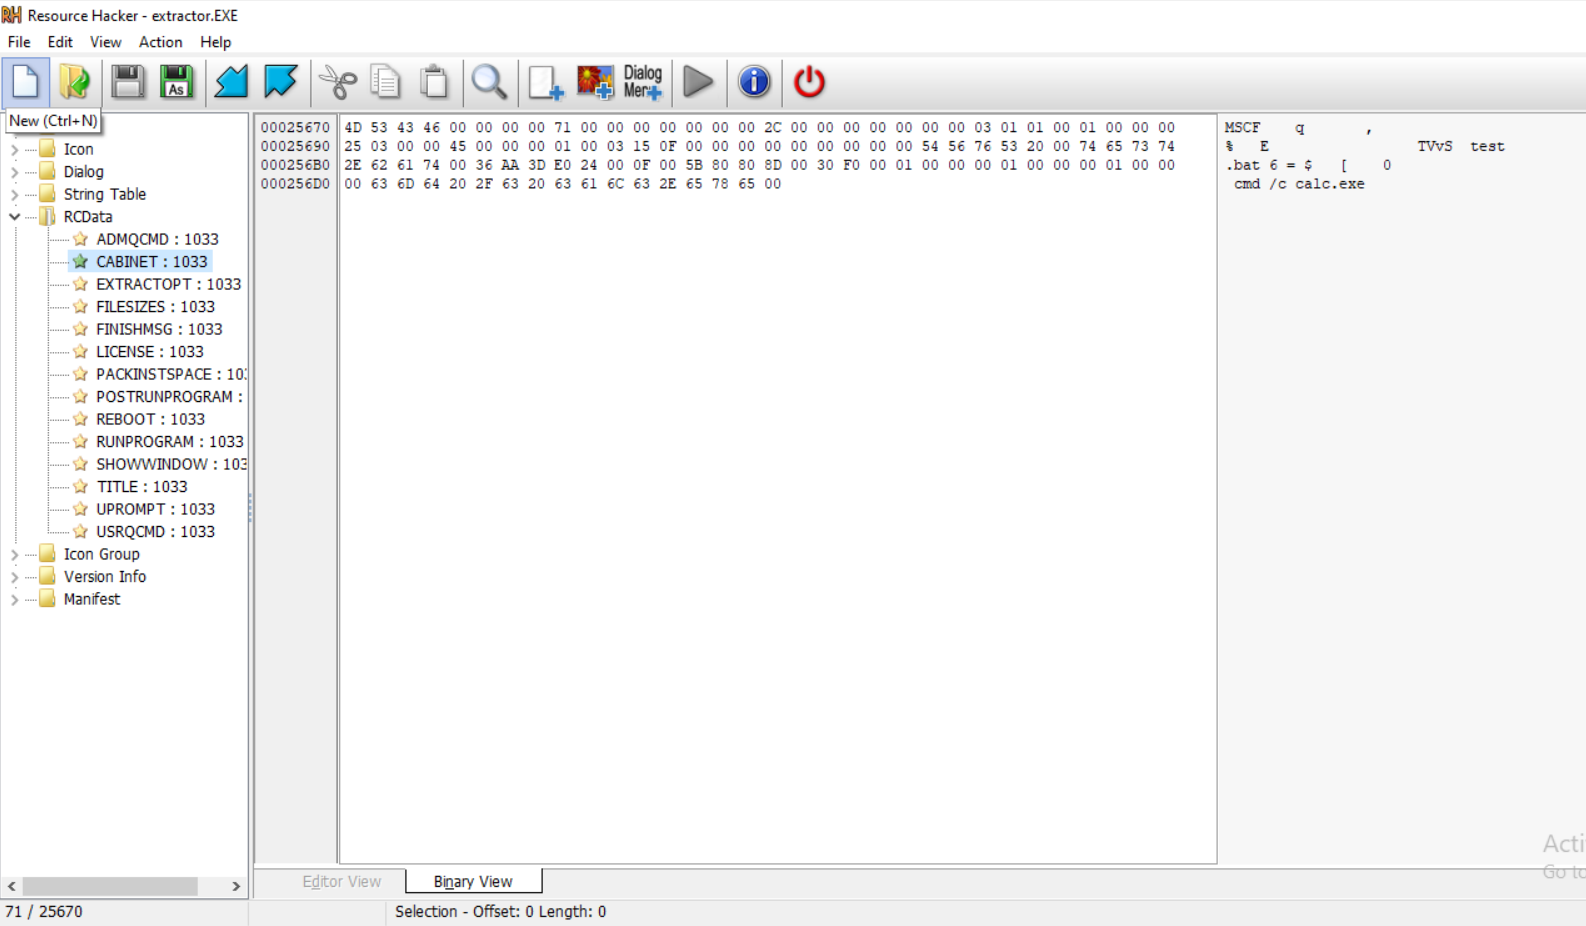 Resource Hacker - extractor.EXE
File Edit View Action Help
As
Dialog
Menu
New (Ctrl+N)
Icon
Dialog
String Table
RCData
ADMQCMD : 1033
CABINET : 1033
EXTRACTOPT : 1033
FILESIZES : 1033
FINISHMSG : 1033
LICENSE : 1033
PACKINSTSPACE : 10
POSTRUNPROGRAM :
REBOOT : 1033
RUNPROGRAM : 1033
SHOWWINDOW : 103
TITLE : 1033
UPROMPT : 1033
USRQCMD : 1033
Icon Group
Version Info
Manifest
00025670 4D 53 43 46 00 00 00 00 71 00 00 00 00 00 00 00 2C 00 00 00 00 00 00 00 03 01 01 00 01 00 00 00 MSCF q ,
00025690 25 03 00 00 45 00 00 00 01 00 03 15 0F 00 00 00 00 00 00 00 00 00 54 56 76 53 20 00 74 65 73 74 % E TVvS test
000256B0 2E 62 61 74 00 36 AA 3D E0 24 00 0F 00 5B 80 80 8D 00 30 F0 00 01 00 00 00 01 00 00 00 01 00 00 .bat 6 = $ [ 0
000256D0 00 63 6D 64 20 2F 63 20 63 61 6C 63 2E 65 78 65 00 cmd /c calc.exe
Editor View Binary View
71 / 25670
Selection - Offset: 0 Length: 0
Acti
Go to